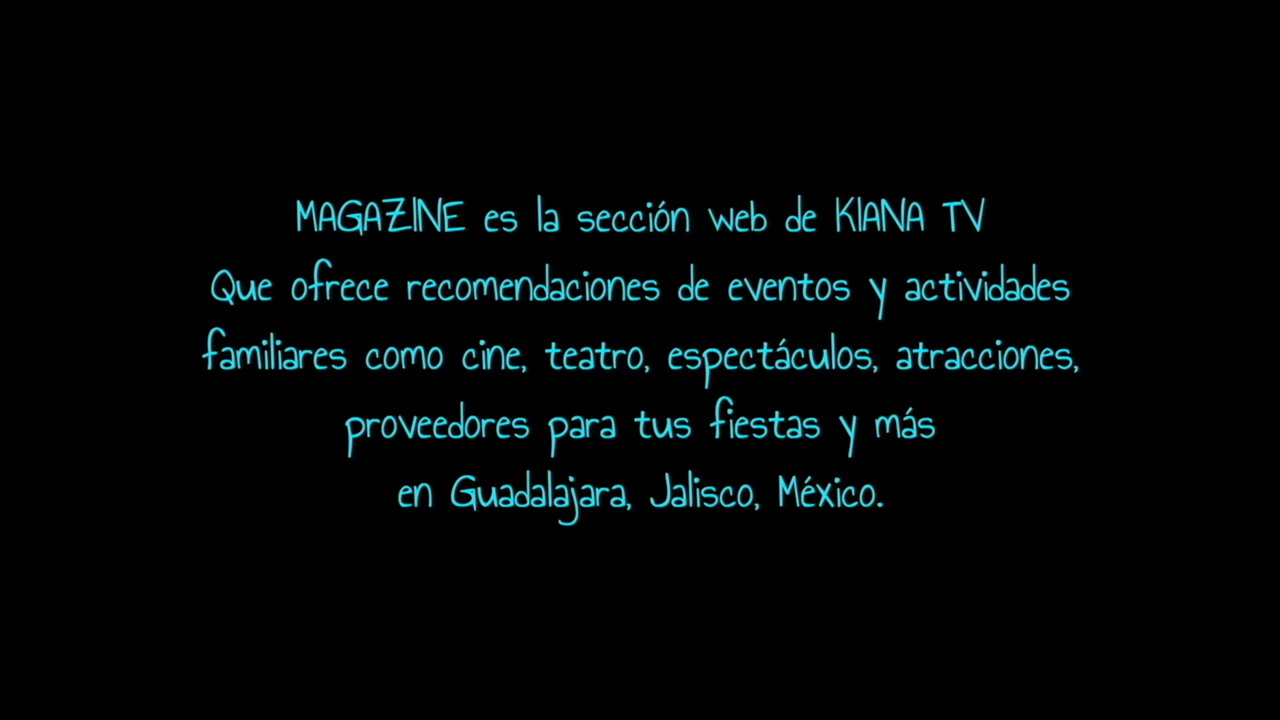 MAGAZINE es la sección web de KIANA TV
Que ofrece recomendaciones de eventos y actividades
familiares como cine, teatro, espectáculos, atracciones,
proveedores para tus fiestas y más
en Guadalajara, Jalisco, México.